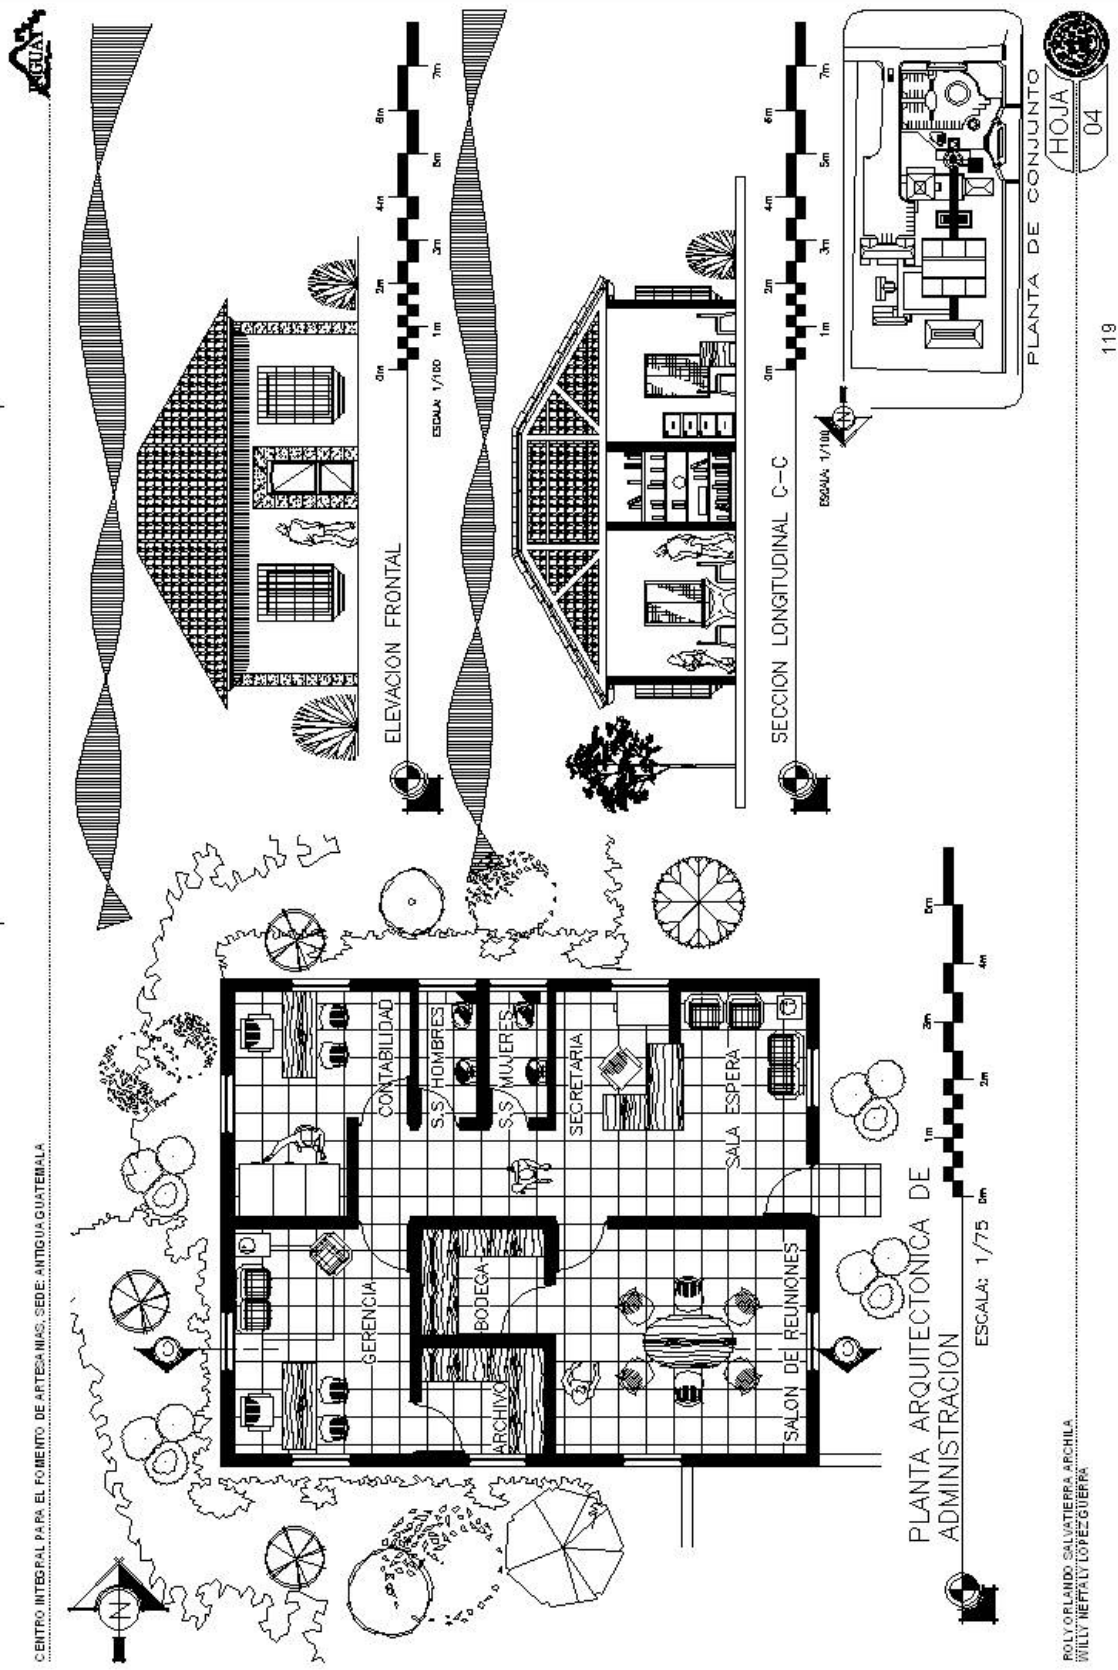 CENTRO INTEGRAL PARA EL FOMENTO DE ARTESANIAS, SEDE: ANTIGUA GUATEMALA
INGUAT
N
CONTABILIDAD
S.S HOMBRES
S.S MUJERES
SECRETARIA
SALA ESPERA
GERENCIA
BODEGA
ARCHIVO
SALON DE REUNIONES
C
C
PLANTA ARQUITECTONICA DE
ADMINISTRACION
ESCALA: 1/75
0m 1m 2m 3m 4m 5m
ELEVACION FRONTAL
ESCALA: 1/100
0m 1m 2m 3m 4m 5m 6m 7m
SECCION LONGITUDINAL C-C
ESCALA: 1/100
0m 1m 2m 3m 4m 5m 6m 7m
N
PLANTA DE CONJUNTO
HOJA
04
ROLY ORLANDO SALVATIERRA ARCHILA
WILLY NEFTALY LOPEZ GUERRA
119